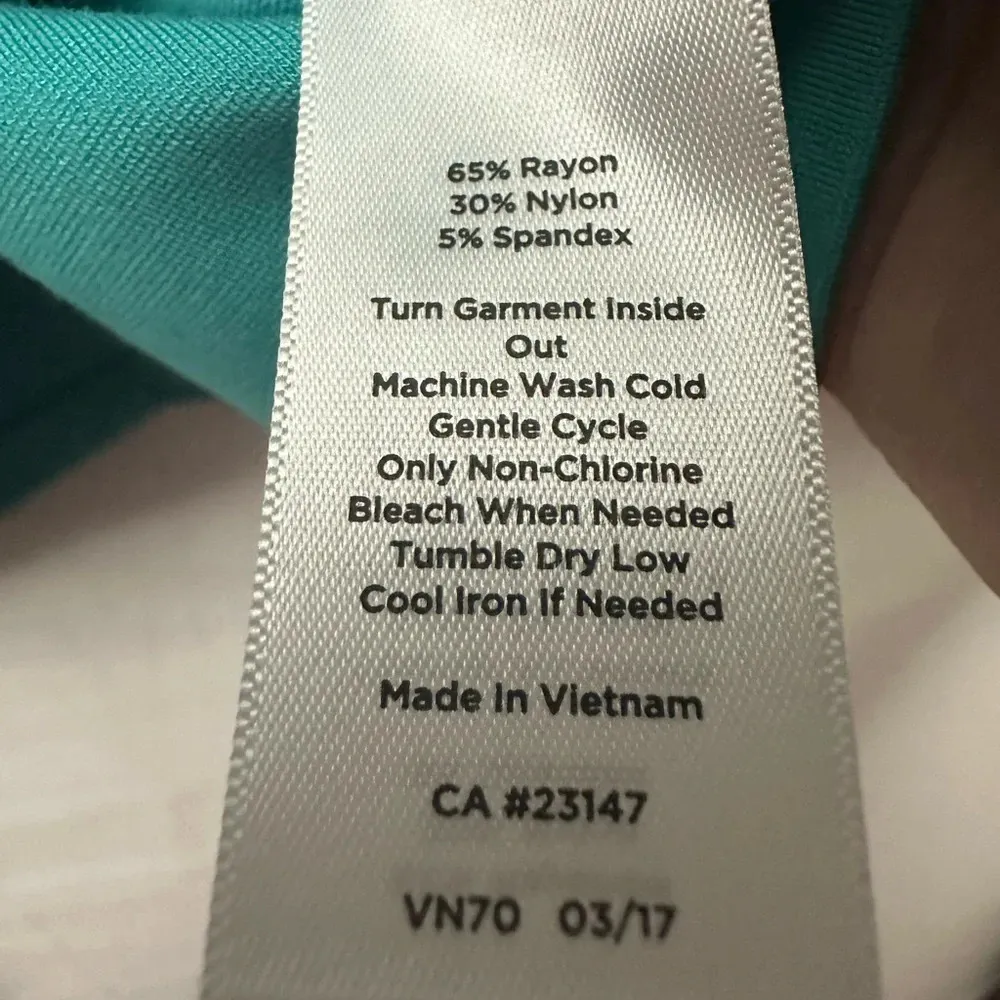 65% Rayon
30% Nylon
5% Spandex
Turn Garment Inside
Out
Machine Wash Cold
Gentle Cycle
Only Non-Chlorine
Bleach When Needed
Tumble Dry Low
Cool Iron If Needed
Made In Vietnam
CA #23147
VN70 03/17